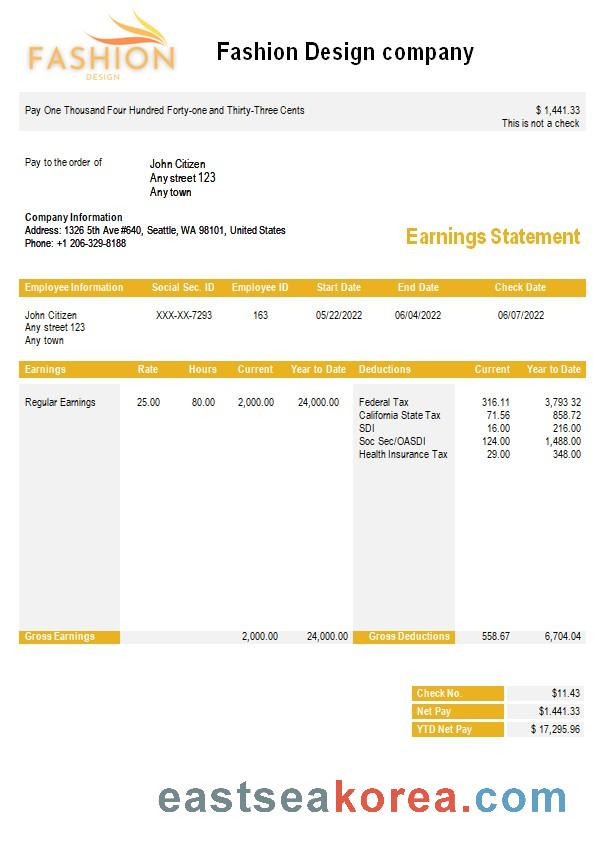 FASHION
DESIGN
Fashion Design company
Pay One Thousand Four Hundred Forty-one and Thirty-Three Cents $ 1,441.33
This is not a check
Pay to the order of John Citizen
Any street 123
Any town
Company Information
Address: 1326 5th Ave #640, Seattle, WA 98101, United States
Phone: +1 206-329-8188
Earnings Statement
Employee Information Social Sec. ID Employee ID Start Date End Date Check Date
John Citizen XXX-XX-7293 163 05/22/2022 06/04/2022 06/07/2022
Any street 123
Any town
Earnings Rate Hours Current Year to Date Deductions Current Year to Date
Regular Earnings 25.00 80.00 2,000.00 24,000.00 Federal Tax 316.11 3,793 32
California State Tax 71.56 858.72
SDI 16.00 216.00
Soc Sec/OASDI 124.00 1,488.00
Health Insurance Tax 29.00 348.00
Gross Earnings 2,000.00 24,000.00 Gross Deductions 558.67 6,704.04
Check No. $11.43
Net Pay $1.441.33
YTD Net Pay $ 17,295.96
eastseakorea.com